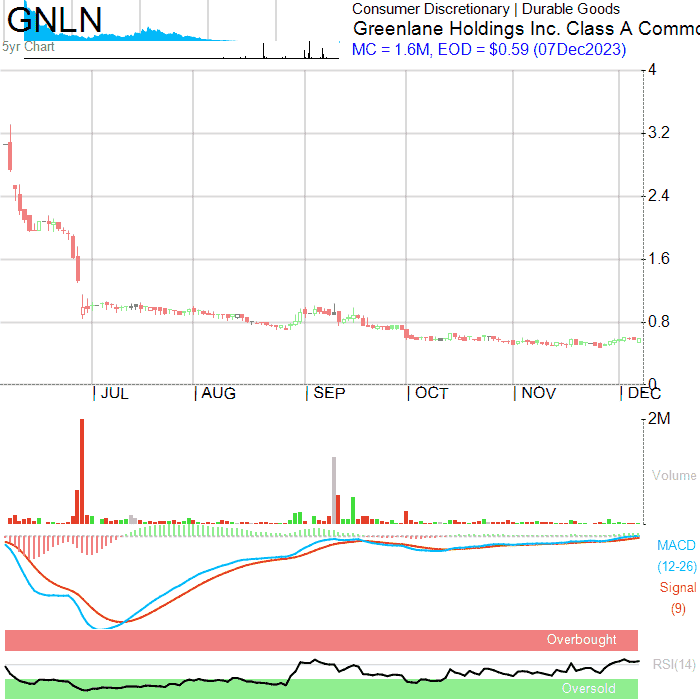 GNLN
Consumer Discretionary | Durable Goods
Greenlane Holdings Inc. Class A Commo
5yr Chart
MC = 1.6M, EOD = $0.59 (07Dec2023)
4
3.2
2.4
1.6
0.8
0
JUL AUG SEP OCT NOV DEC
2M
Volume
MACD
(12-26)
Signal
(9)
Overbought
RSI(14)
Oversold